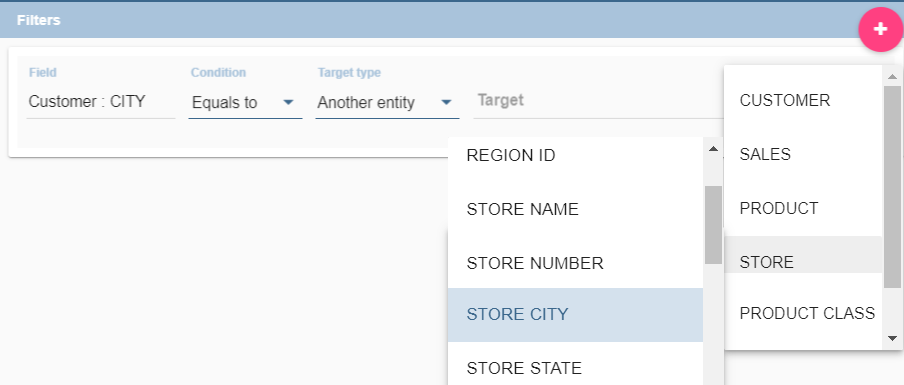 Filters
+
Field
Condition
Target type
Customer : CITY
Equals to
Another entity
Target
CUSTOMER
SALES
PRODUCT
STORE
PRODUCT CLASS
REGION ID
STORE NAME
STORE NUMBER
STORE CITY
STORE STATE